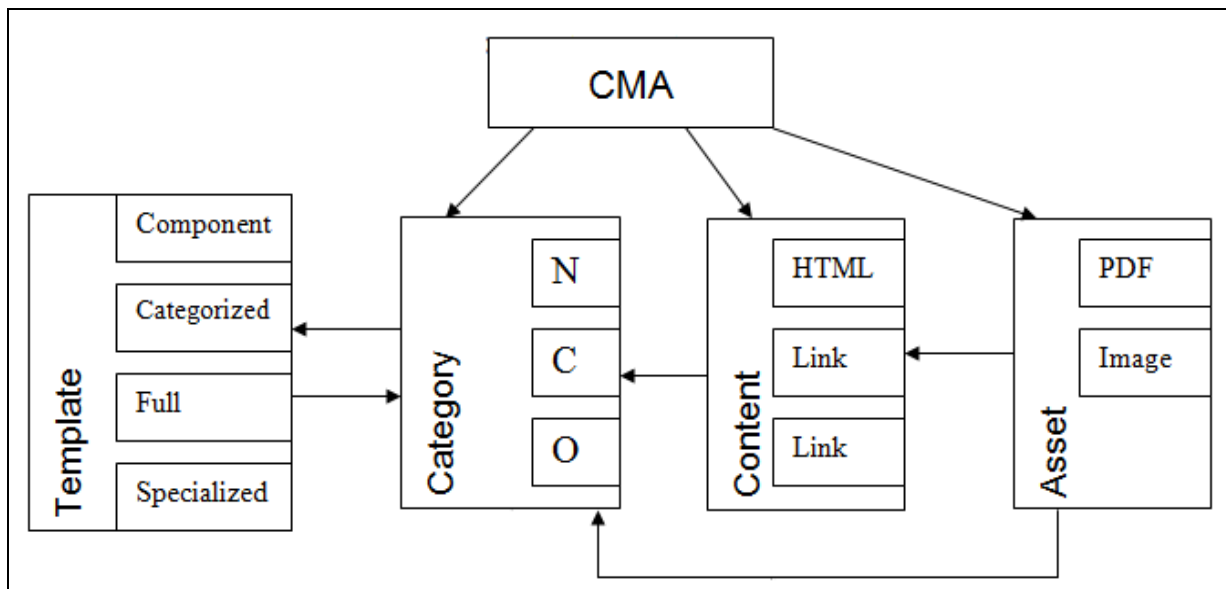 CMA
Template
Component
Categorized
Full
Specialized
Category
N
C
O
Content
HTML
Link
Link
Asset
PDF
Image